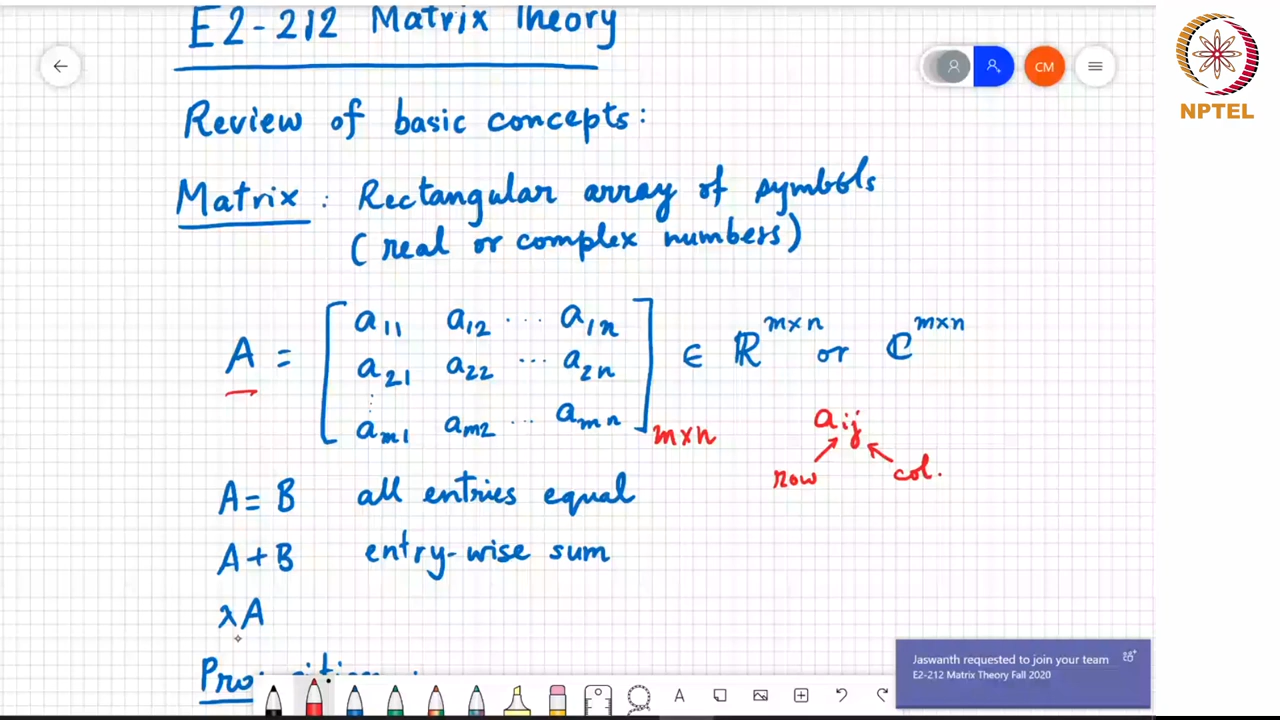 E2-212 Matrix Theory
CM
NPTEL
Review of basic concepts:
Matrix: Rectangular array of symbols
(real or complex numbers)
A = [ a11 a12 ... a1n
a21 a22 ... a2n
⋮
am1 am2 ... amn ] m×n ∈ ℝ^m×n or ℂ^m×n
aij
row col.
A = B all entries equal
A + B entry-wise sum
λA
Jaswanth requested to join your team
E2-212 Matrix Theory Fall 2020